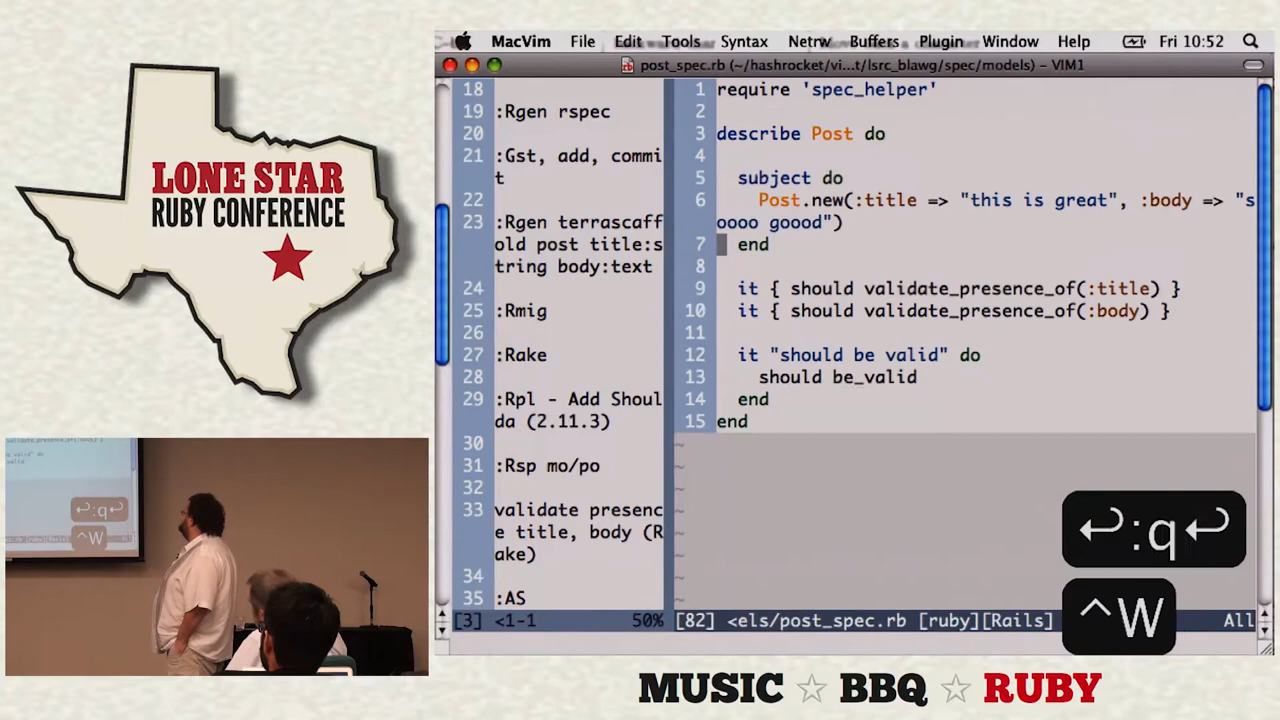 LONE STAR
RUBY CONFERENCE
MacVim File Edit Tools Syntax Netrw Buffers Plugin Window Help Fri 10:52
post_spec.rb (~/hashrocket/vi…t/lsrc_blawg/spec/models) – VIM1
18
19 :Rgen rspec
20
21 :Gst, add, commi
t
22
23 :Rgen terrascaff
old post title:s
tring body:text
24
25 :Rmig
26
27 :Rake
28
29 :Rpl - Add Shoul
da (2.11.3)
30
31 :Rsp mo/po
32
33 validate presenc
e title, body (R
ake)
34
35 :AS
[3] <1-1 50%
1 require 'spec_helper'
2
3 describe Post do
4
5 subject do
6 Post.new(:title => "this is great", :body => "s
oooo goood")
7 end
8
9 it { should validate_presence_of(:title) }
10 it { should validate_presence_of(:body) }
11
12 it "should be valid" do
13 should be_valid
14 end
15 end
~
~
~
~
~
~
~
~
[82] <els/post_spec.rb [ruby][Rails] All
↩:q↩
^W
↩:q↩
^W
MUSIC ☆ BBQ ☆ RUBY